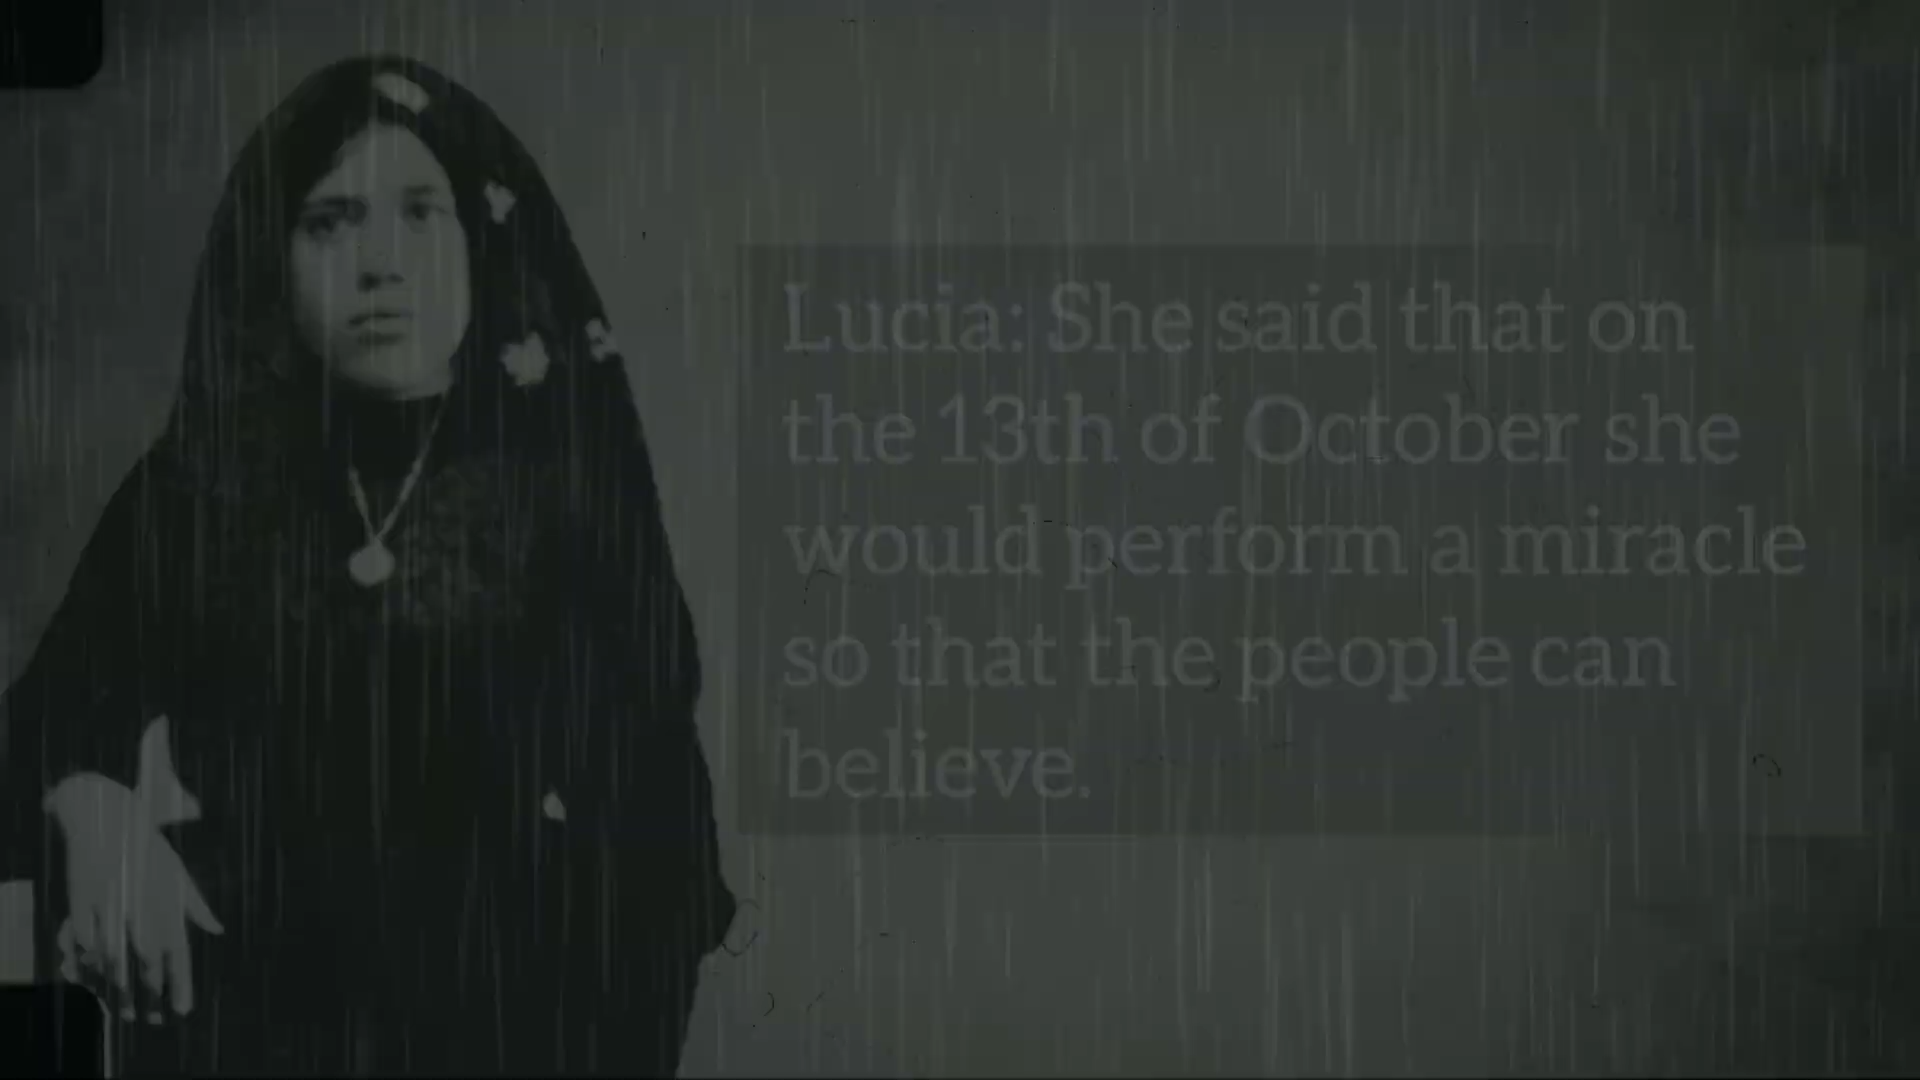 Lucia: She said that on
the 13th of October she
would perform a miracle
so that the people can
believe.